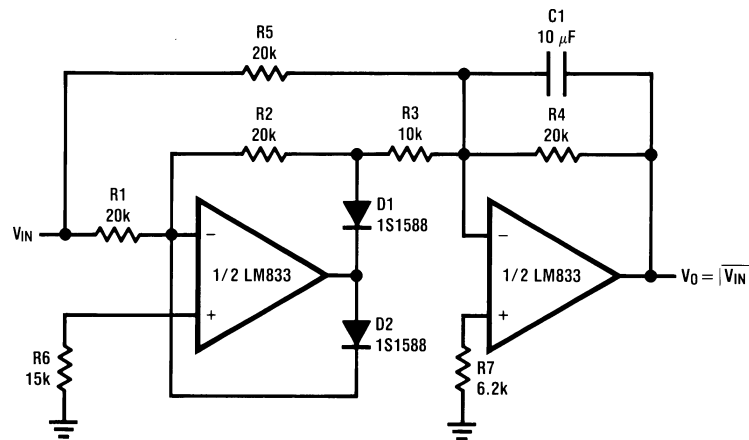 C1
10 μF
R5
20k
R2
20k
R3
10k
R4
20k
R1
20k
D1
1S1588
VIN
−
1/2 LM833
+
−
1/2 LM833
+
VO = |VIN|
D2
1S1588
R6
15k
R7
6.2k